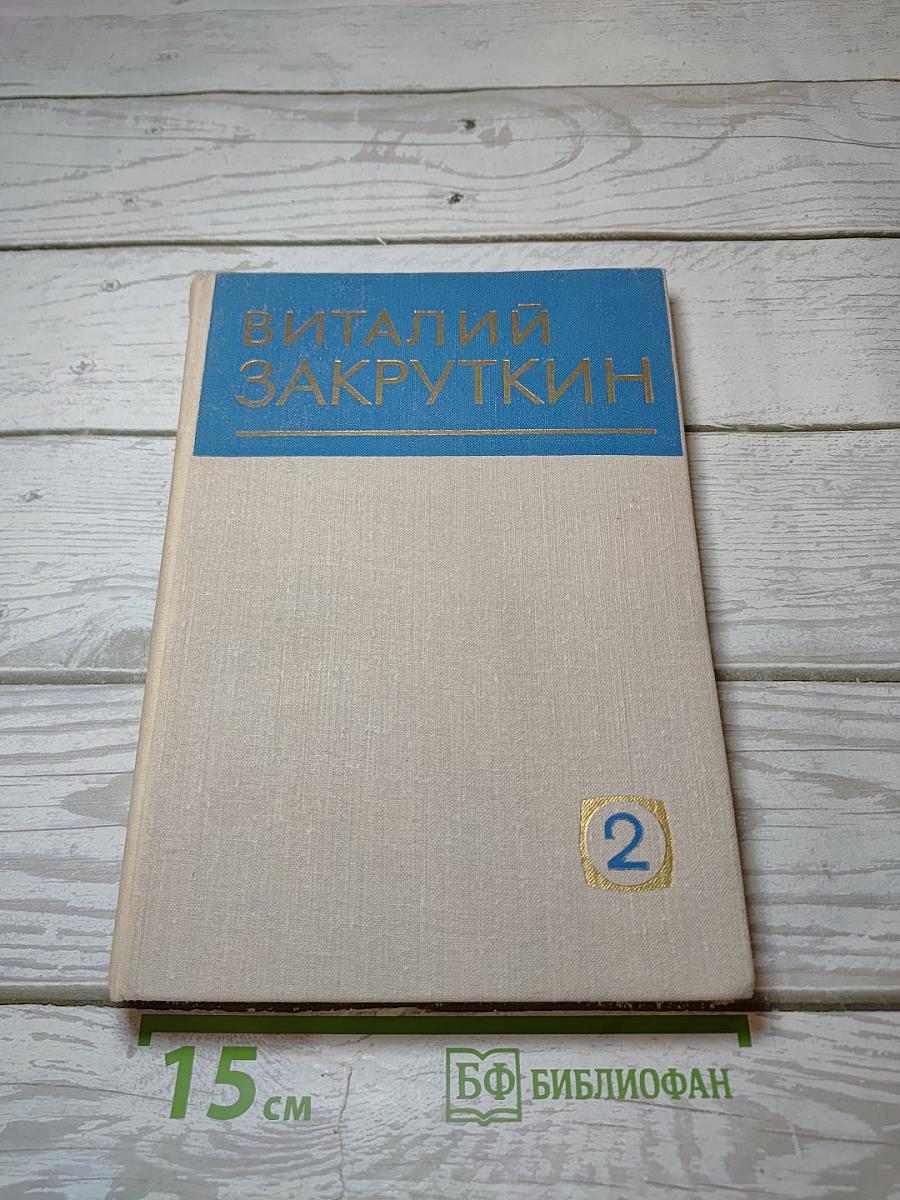 ВИТАЛИЙ
ЗАКРУТКИН
2
15 см
БФ БИБЛИОФАН